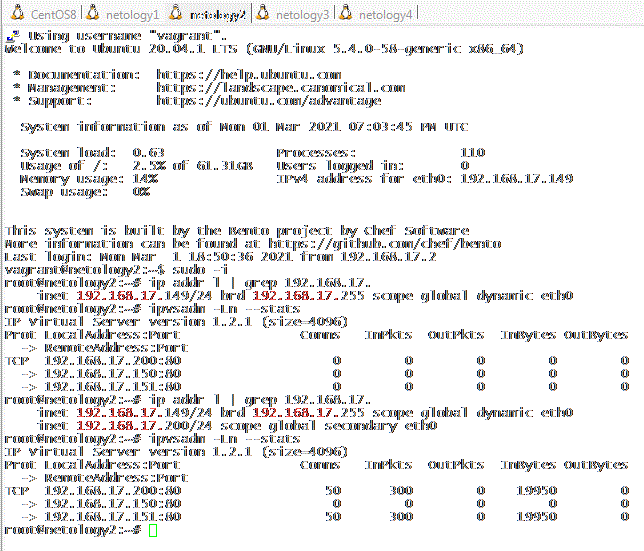 CentOS8 netology1 netology2 netology3 netology4
Using username "vagrant".
Welcome to Ubuntu 20.04.1 LTS (GNU/Linux 5.4.0-58-generic x86_64)
* Documentation: https://help.ubuntu.com
* Management: https://landscape.canonical.com
* Support: https://ubuntu.com/advantage
System information as of Mon 01 Mar 2021 07:03:45 PM UTC
System load: 0.63 Processes: 110
Usage of /: 2.5% of 61.31GB Users logged in: 0
Memory usage: 14% IPv4 address for eth0: 192.168.17.149
Swap usage: 0%
This system is built by the Bento project by Chef Software
More information can be found at https://github.com/chef/bento
Last login: Mon Mar 1 18:50:36 2021 from 192.168.17.2
vagrant@netology2:~$ sudo -i
root@netology2:~# ip addr l | grep 192.168.17.
inet 192.168.17.149/24 brd 192.168.17.255 scope global dynamic eth0
root@netology2:~# ipvsadm -Ln --stats
IP Virtual Server version 1.2.1 (size=4096)
Prot LocalAddress:Port Conns InPkts OutPkts InBytes OutBytes
-> RemoteAddress:Port
TCP 192.168.17.200:80 0 0 0 0 0
-> 192.168.17.150:80 0 0 0 0 0
-> 192.168.17.151:80 0 0 0 0 0
root@netology2:~# ip addr l | grep 192.168.17.
inet 192.168.17.149/24 brd 192.168.17.255 scope global dynamic eth0
inet 192.168.17.200/24 scope global secondary eth0
root@netology2:~# ipvsadm -Ln --stats
IP Virtual Server version 1.2.1 (size=4096)
Prot LocalAddress:Port Conns InPkts OutPkts InBytes OutBytes
-> RemoteAddress:Port
TCP 192.168.17.200:80 50 300 0 19950 0
-> 192.168.17.150:80 0 0 0 0 0
-> 192.168.17.151:80 50 300 0 19950 0
root@netology2:~#